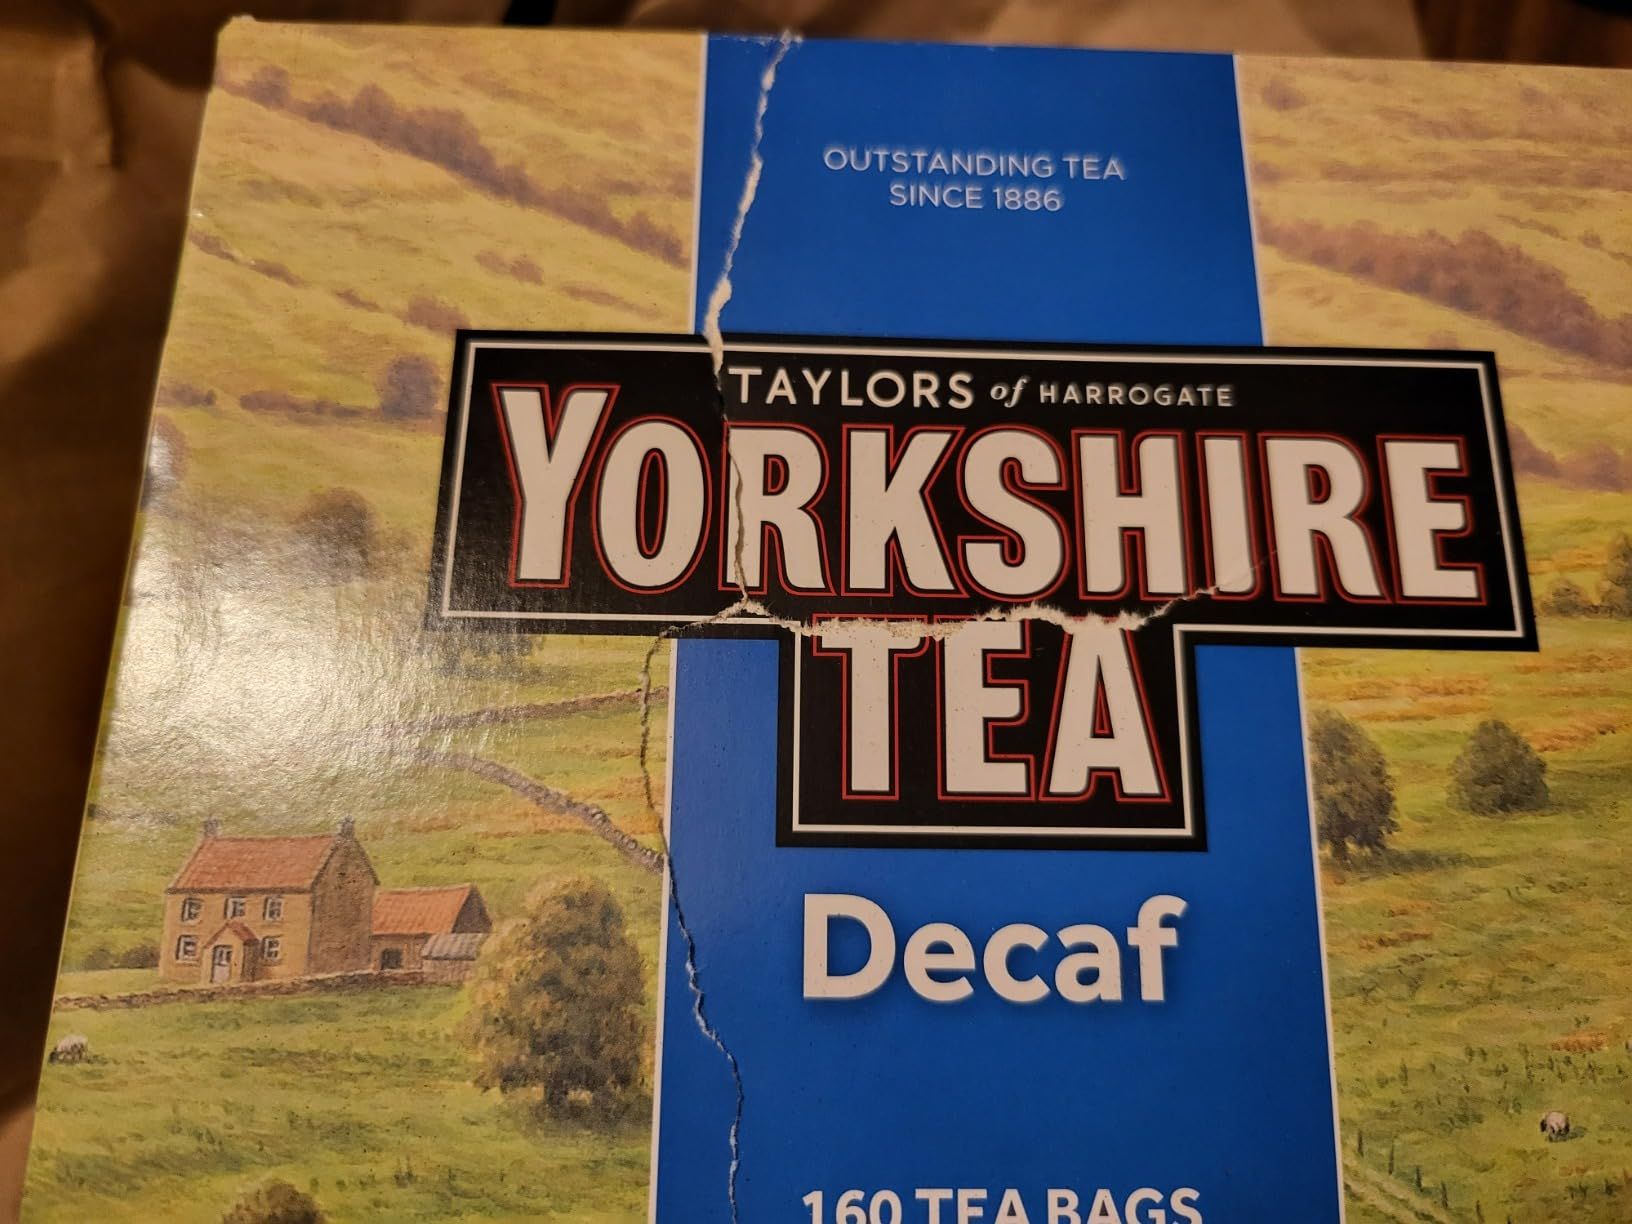 OUTSTANDING TEA
SINCE 1886
TAYLORS of HARROGATE
YORKSHIRE
TEA
Decaf
160 TEA BAGS